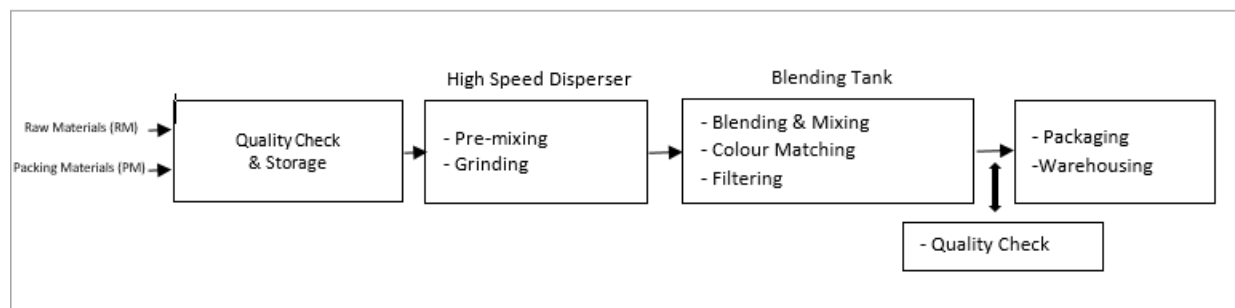 High Speed Disperser
Blending Tank
Raw Materials (RM)
Packing Materials (PM)
Quality Check
& Storage
- Pre-mixing
- Grinding
- Blending & Mixing
- Colour Matching
- Filtering
- Packaging
-Warehousing
- Quality Check